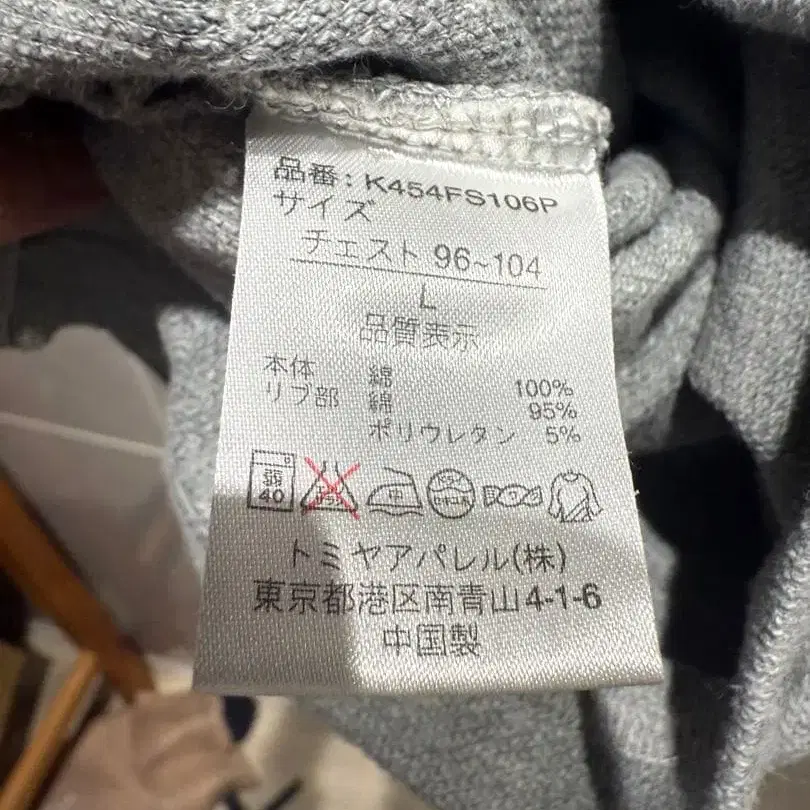 品番: K454FS106P
サイズ
チェスト 96~104
L
品質表示
本体 綿 100%
リブ部 綿 95%
ポリウレタン 5%
弱 40 中
トミヤアパレル(株)
東京都港区南青山4-1-6
中国製